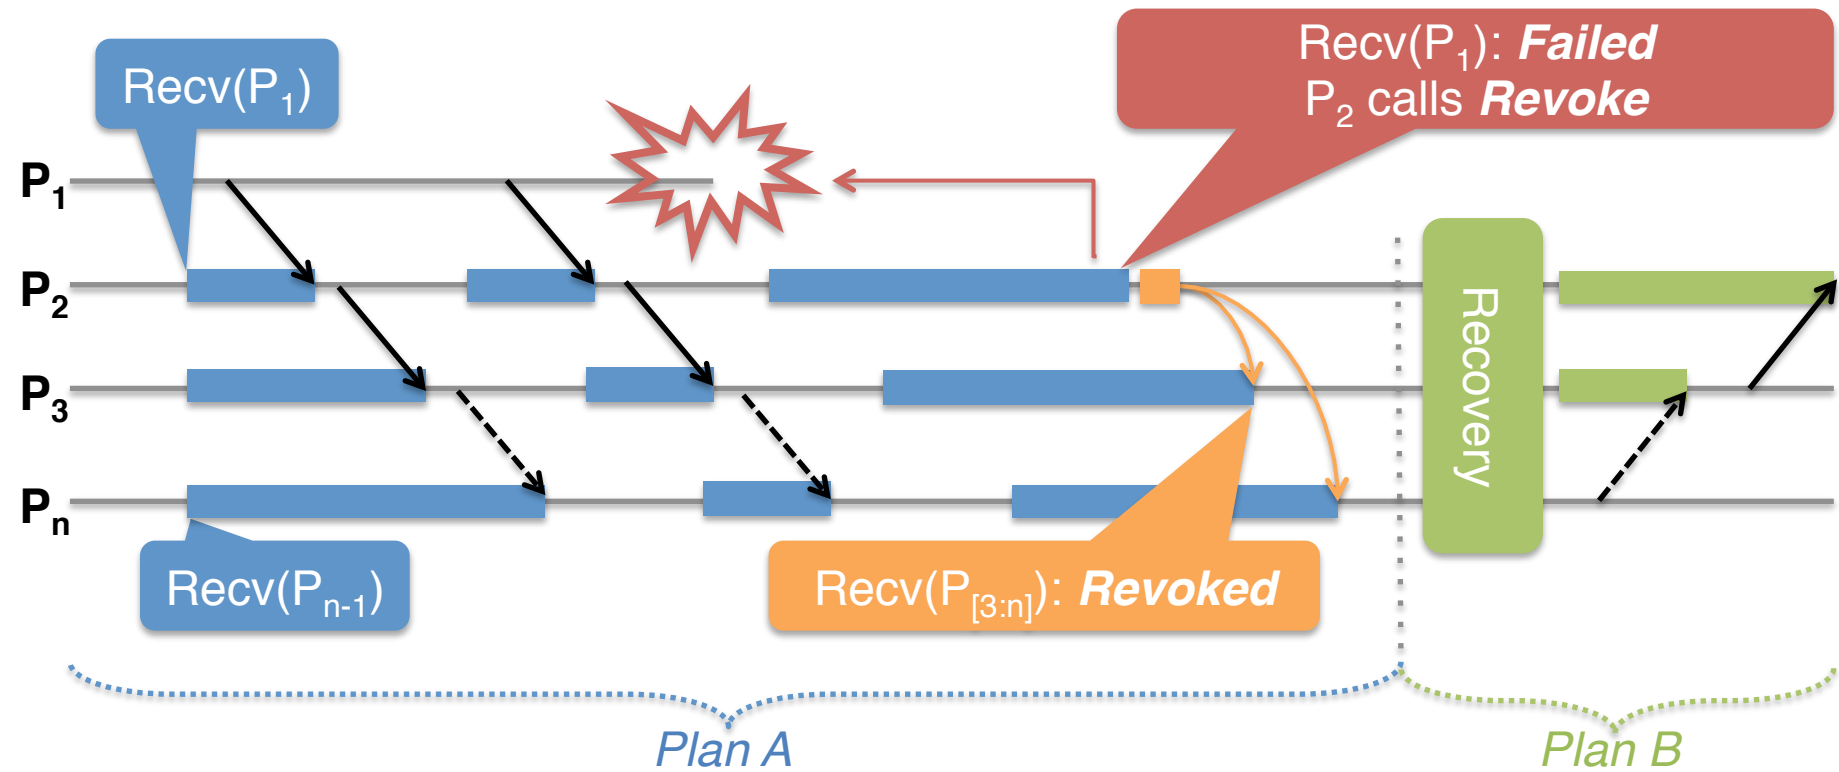 Recv(P1)
Recv(P1): Failed
P2 calls Revoke
P1
P2
P3
Pn
Recovery
Recv(Pn-1)
Recv(P[3:n]): Revoked
Plan A
Plan B